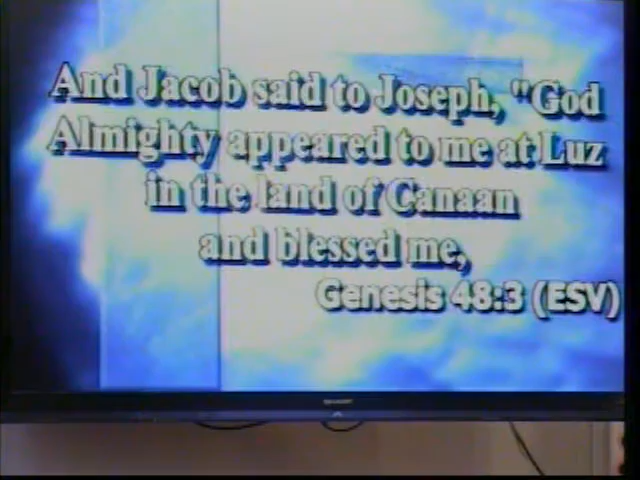 And Jacob said to Joseph, "God
Almighty appeared to me at Luz
in the land of Canaan
and blessed me,
Genesis 48:3 (ESV)
SHARP